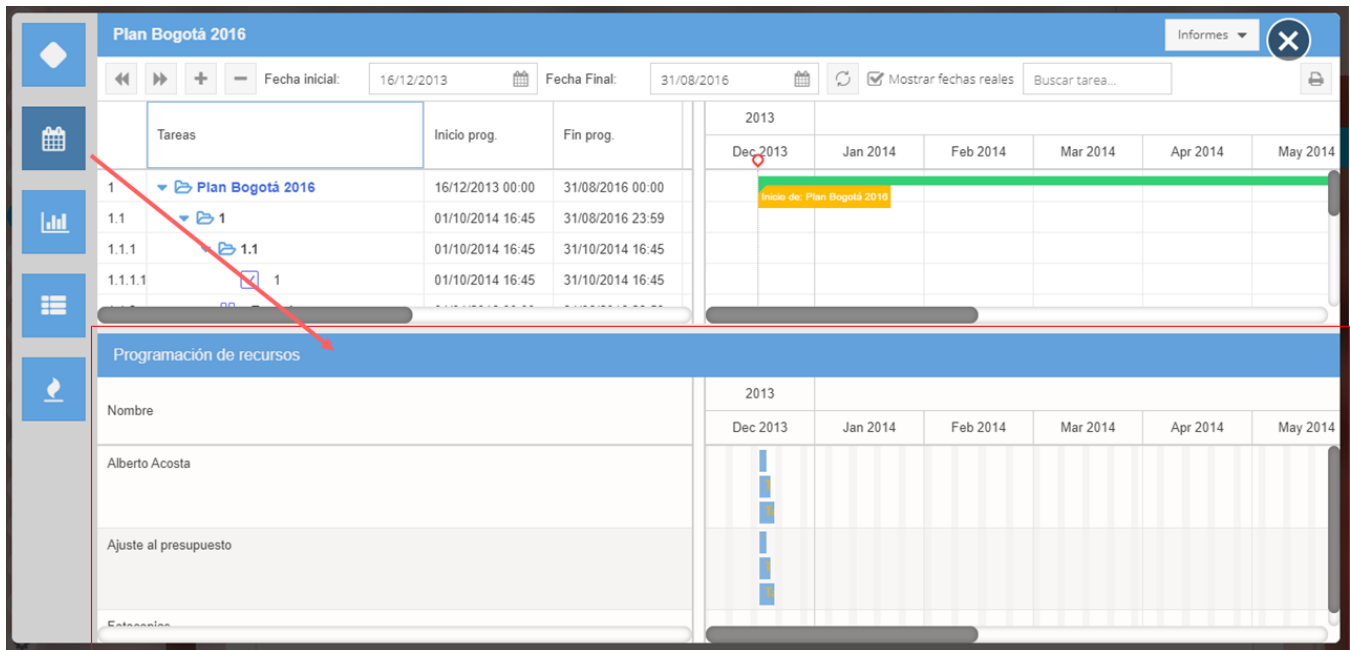 Plan Bogotá 2016
Informes
Fecha inicial: 16/12/2013 Fecha Final: 31/08/2016 Mostrar fechas reales Buscar tarea...
Tareas Inicio prog. Fin prog.
2013
Dec 2013 Jan 2014 Feb 2014 Mar 2014 Apr 2014 May 2014
1 Plan Bogotá 2016 16/12/2013 00:00 31/08/2016 00:00
Inicio de: Plan Bogotá 2016
1.1 1 01/10/2014 16:45 31/08/2016 23:59
1.1.1 1.1 01/10/2014 16:45 31/10/2014 16:45
1.1.1.1 1 01/10/2014 16:45 31/10/2014 16:45
Programación de recursos
Nombre
2013
Dec 2013 Jan 2014 Feb 2014 Mar 2014 Apr 2014 May 2014
Alberto Acosta
Ajuste al presupuesto